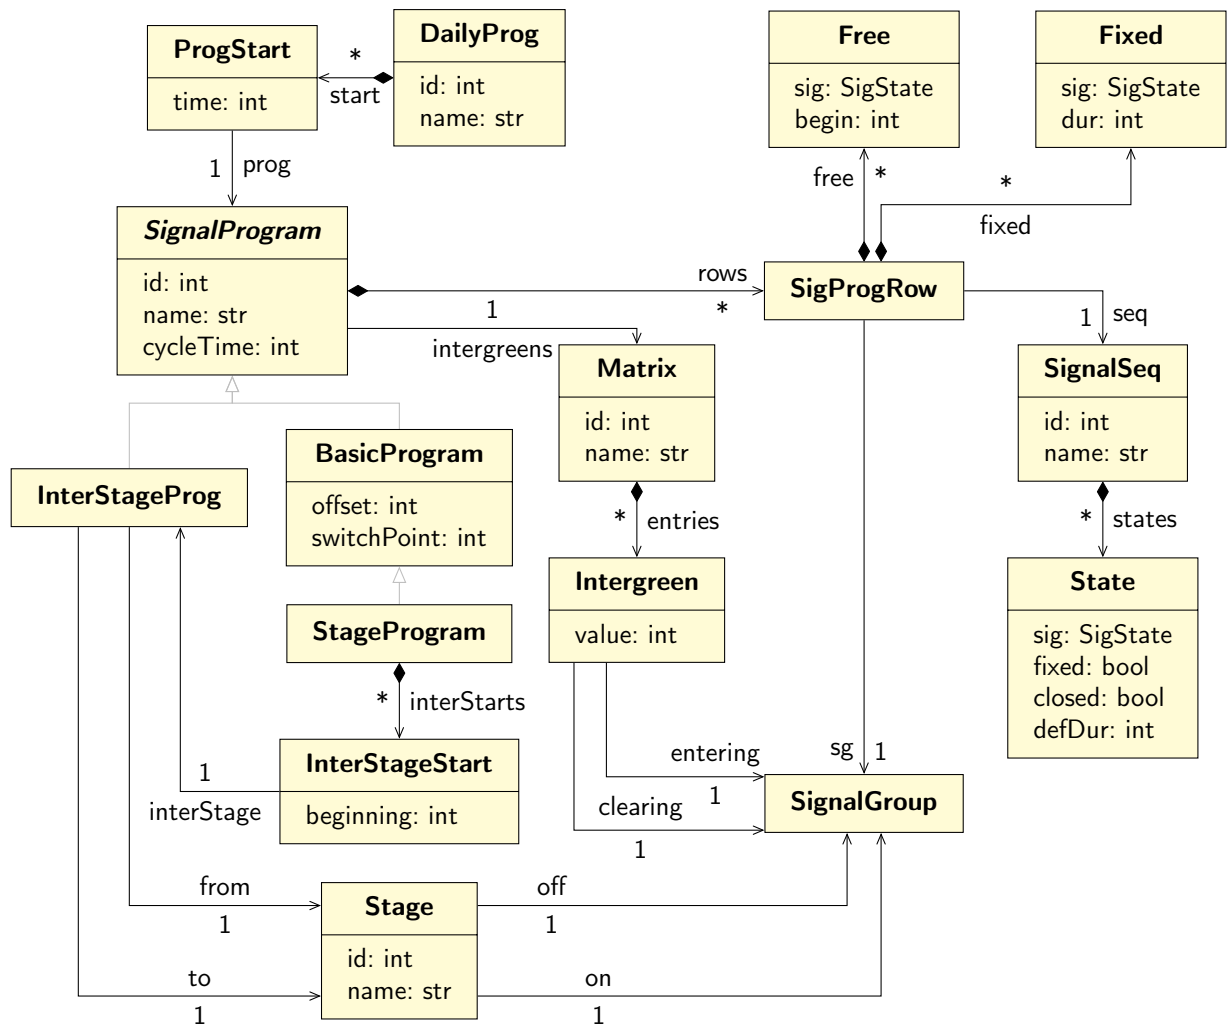 ProgStart
time: int
*
start
DailyProg
id: int
name: str
Free
sig: SigState
begin: int
Fixed
sig: SigState
dur: int
1
prog
free
*
*
fixed
SignalProgram
id: int
name: str
cycleTime: int
rows
*
1
intergreens
SigProgRow
1
seq
Matrix
id: int
name: str
SignalSeq
id: int
name: str
InterStageProg
BasicProgram
offset: int
switchPoint: int
*
entries
*
states
Intergreen
value: int
State
sig: SigState
fixed: bool
closed: bool
defDur: int
StageProgram
*
interStarts
InterStageStart
beginning: int
1
interStage
entering
1
clearing
1
sg
1
SignalGroup
from
1
off
1
Stage
id: int
name: str
to
1
on
1